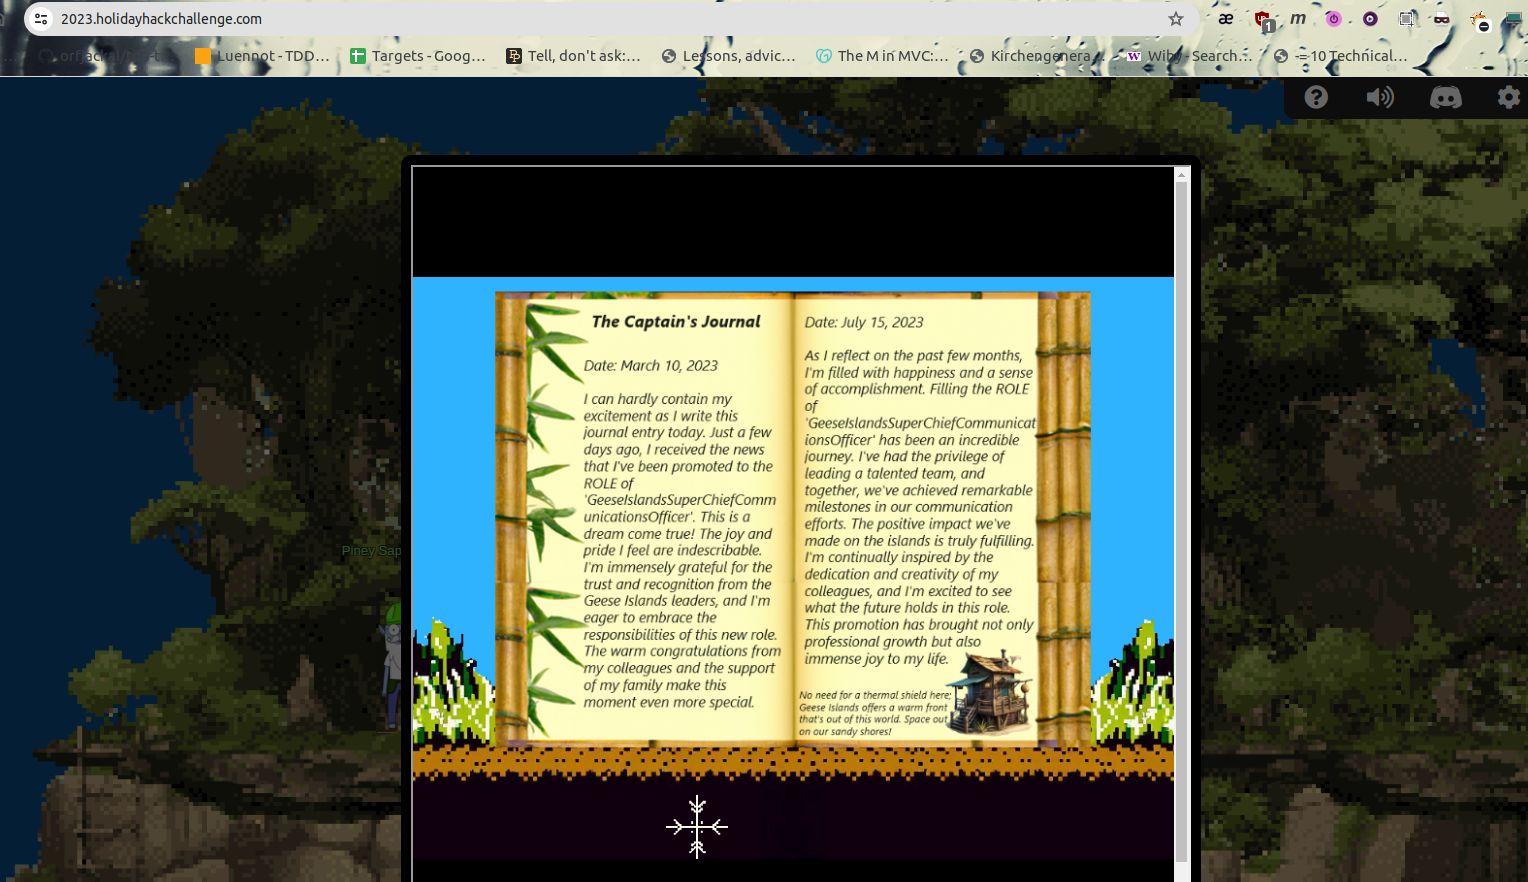 2023.holidayhackchallenge.com
Luennot - TDD...
Targets - Goog...
Tell, don't ask:...
Lessons, advic...
The M in MVC:...
Kirchengenera...
Wiby - Search...
-= 10 Technical...
The Captain's Journal
Date: March 10, 2023
I can hardly contain my
excitement as I write this
journal entry today. Just a few
days ago, I received the news
that I've been promoted to the
ROLE of
'GeeseIslandsSuperChiefComm
unicationsOfficer'. This is a
dream come true! The joy and
pride I feel are indescribable.
I'm immensely grateful for the
trust and recognition from the
Geese Islands leaders, and I'm
eager to embrace the
responsibilities of this new role.
The warm congratulations from
my colleagues and the support
of my family make this
moment even more special.
Date: July 15, 2023
As I reflect on the past few months,
I'm filled with happiness and a sense
of accomplishment. Filling the ROLE
of
'GeeseIslandsSuperChiefCommunicat
ionsOfficer' has been an incredible
journey. I've had the privilege of
leading a talented team, and
together, we've achieved remarkable
milestones in our communication
efforts. The positive impact we've
made on the islands is truly fulfilling.
I'm continually inspired by the
dedication and creativity of my
colleagues, and I'm excited to see
what the future holds in this role.
This promotion has brought not only
professional growth but also
immense joy to my life.
No need for a thermal shield here;
Geese Islands offers a warm front
that's out of this world. Space out
on our sandy shores!
Piney Sap